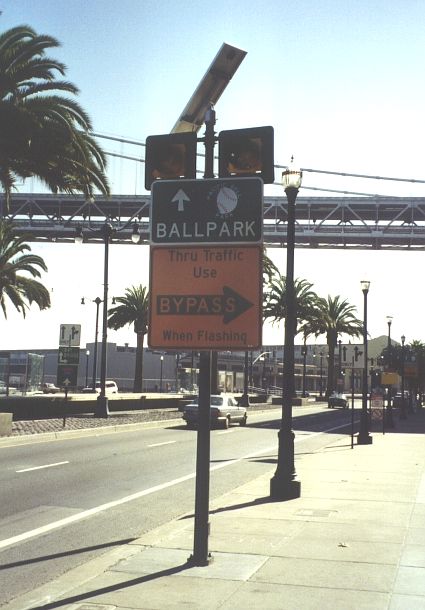 BALLPARK
Thru Traffic
Use
BYPASS
When Flashing